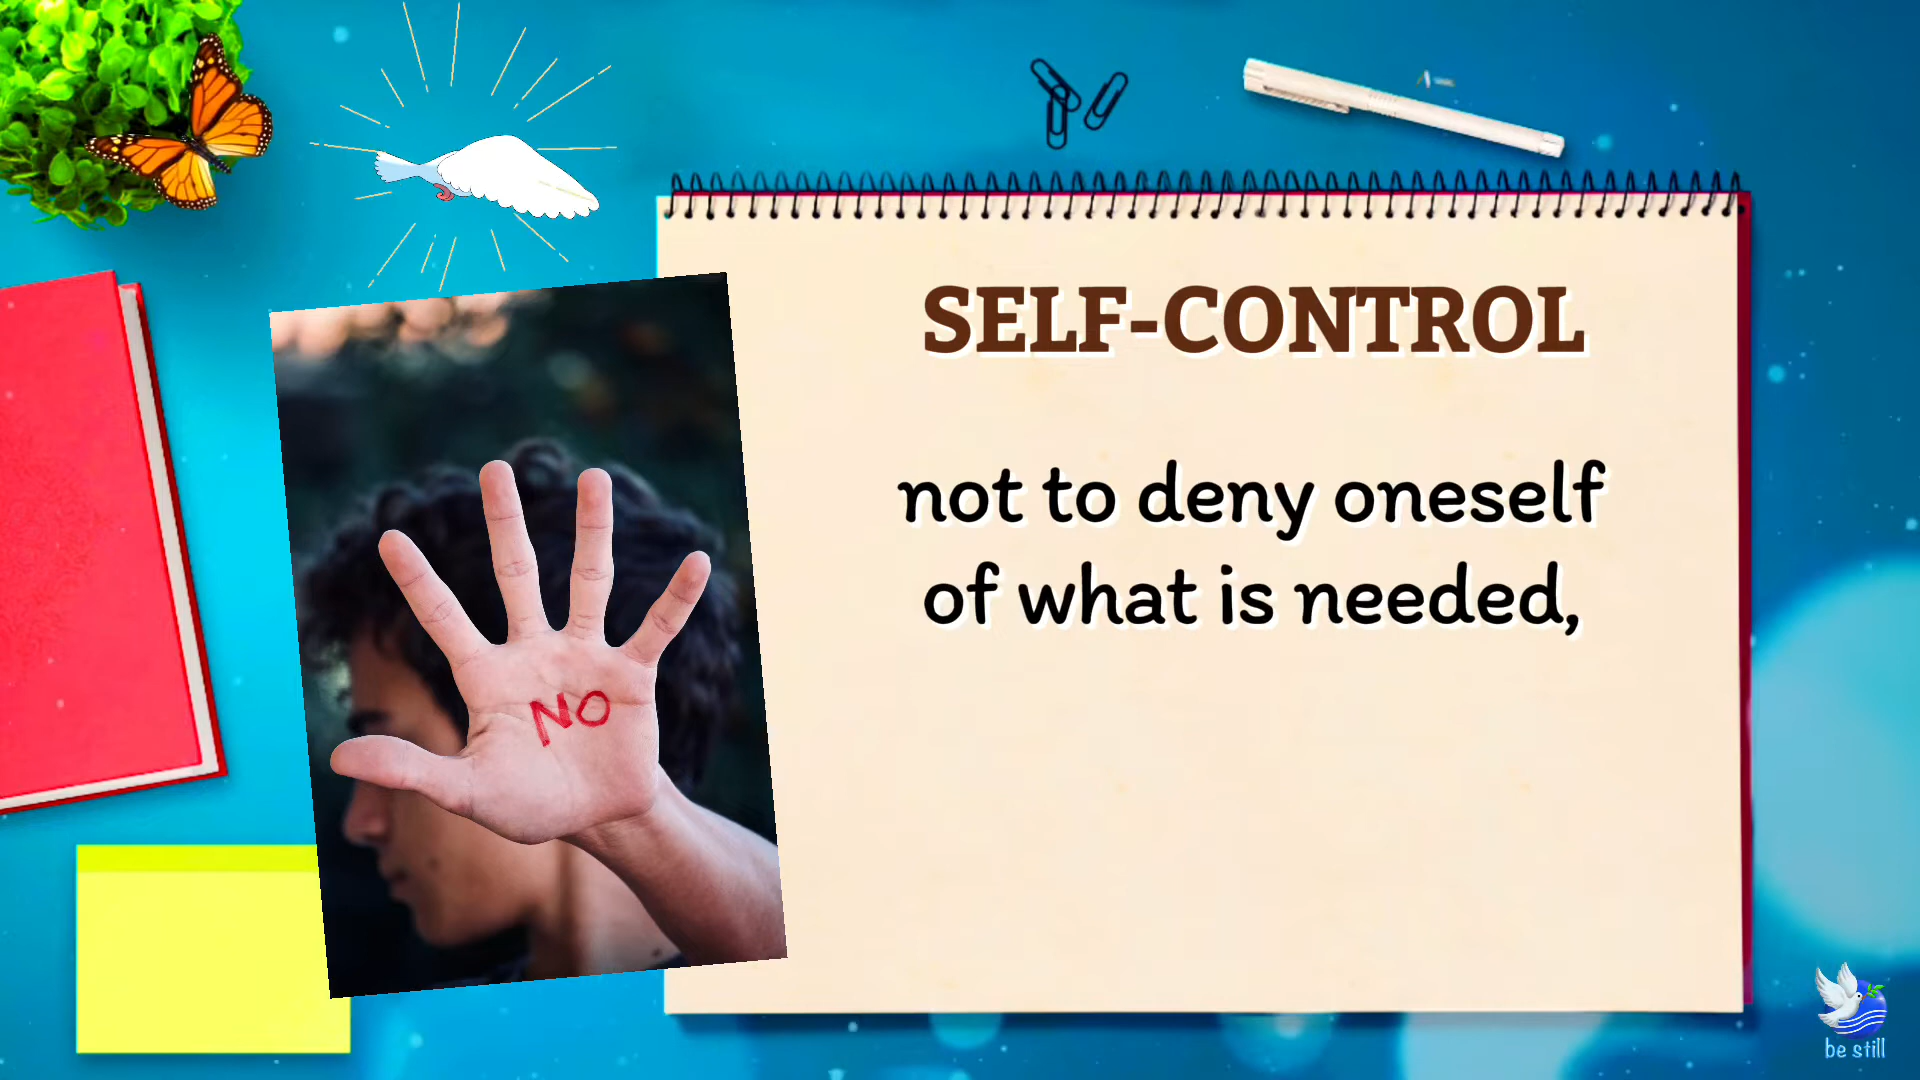 SELF-CONTROL
not to deny oneself
of what is needed,
NO
be still